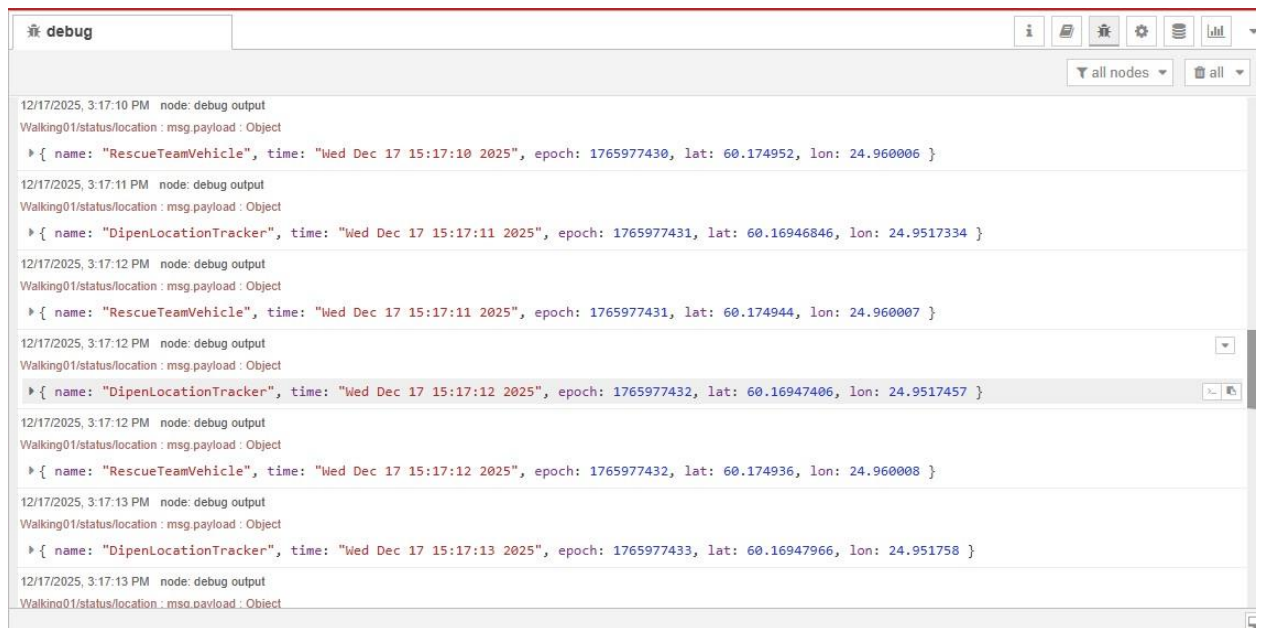 debug
all nodes all
12/17/2025, 3:17:10 PM node: debug output
Walking01/status/location : msg.payload : Object
{ name: "RescueTeamVehicle", time: "Wed Dec 17 15:17:10 2025", epoch: 1765977430, lat: 60.174952, lon: 24.960006 }
12/17/2025, 3:17:11 PM node: debug output
Walking01/status/location : msg.payload : Object
{ name: "DipenLocationTracker", time: "Wed Dec 17 15:17:11 2025", epoch: 1765977431, lat: 60.16946846, lon: 24.9517334 }
12/17/2025, 3:17:12 PM node: debug output
Walking01/status/location : msg.payload : Object
{ name: "RescueTeamVehicle", time: "Wed Dec 17 15:17:11 2025", epoch: 1765977431, lat: 60.174944, lon: 24.960007 }
12/17/2025, 3:17:12 PM node: debug output
Walking01/status/location : msg.payload : Object
{ name: "DipenLocationTracker", time: "Wed Dec 17 15:17:12 2025", epoch: 1765977432, lat: 60.16947406, lon: 24.9517457 }
12/17/2025, 3:17:12 PM node: debug output
Walking01/status/location : msg.payload : Object
{ name: "RescueTeamVehicle", time: "Wed Dec 17 15:17:12 2025", epoch: 1765977432, lat: 60.174936, lon: 24.960008 }
12/17/2025, 3:17:13 PM node: debug output
Walking01/status/location : msg.payload : Object
{ name: "DipenLocationTracker", time: "Wed Dec 17 15:17:13 2025", epoch: 1765977433, lat: 60.16947966, lon: 24.951758 }
12/17/2025, 3:17:13 PM node: debug output
Walking01/status/location : msg.payload : Object